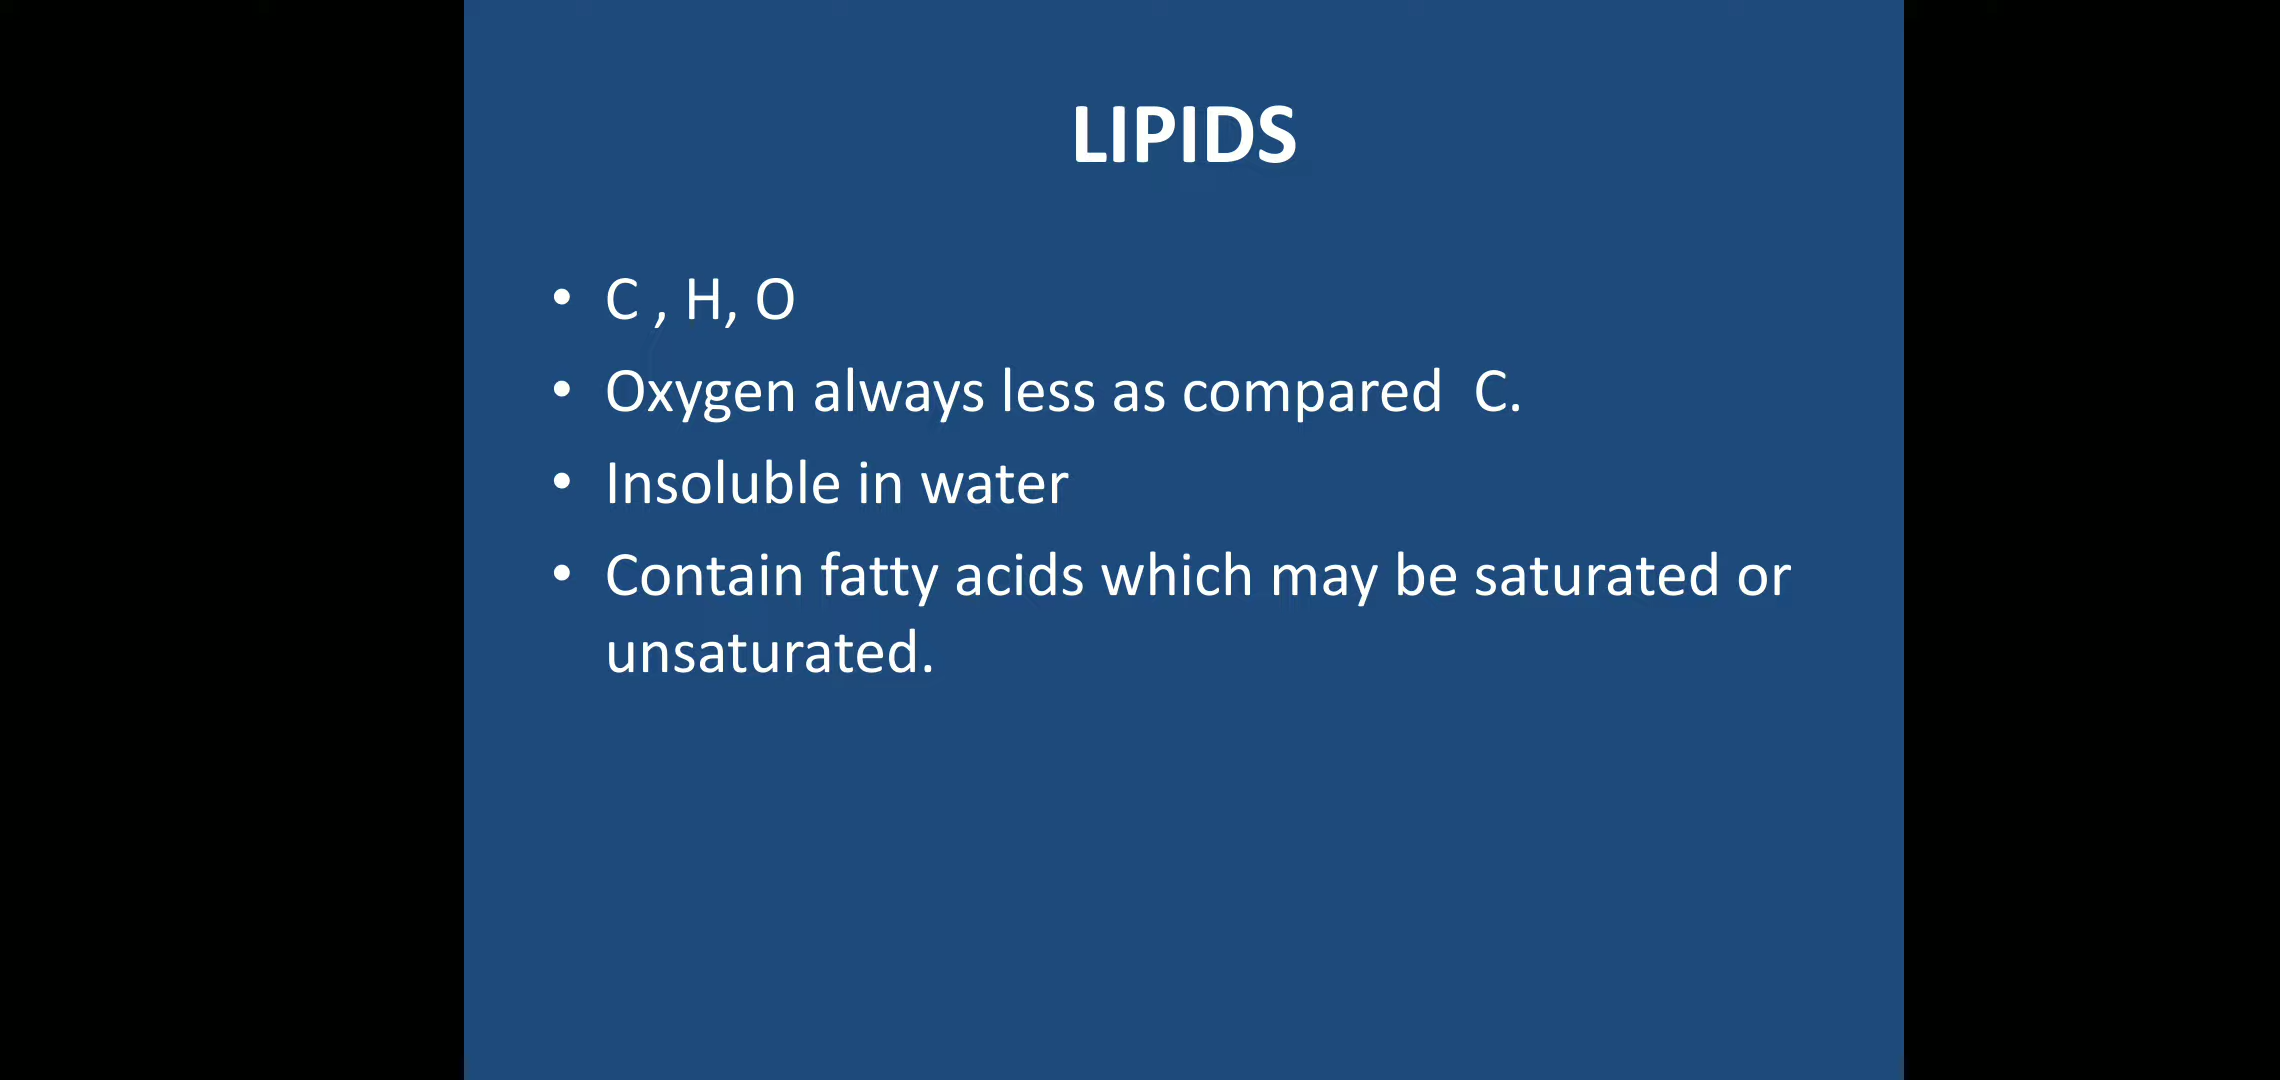 LIPIDS
• C , H, O
• Oxygen always less as compared  C.
• Insoluble in water
• Contain fatty acids which may be saturated or
unsaturated.